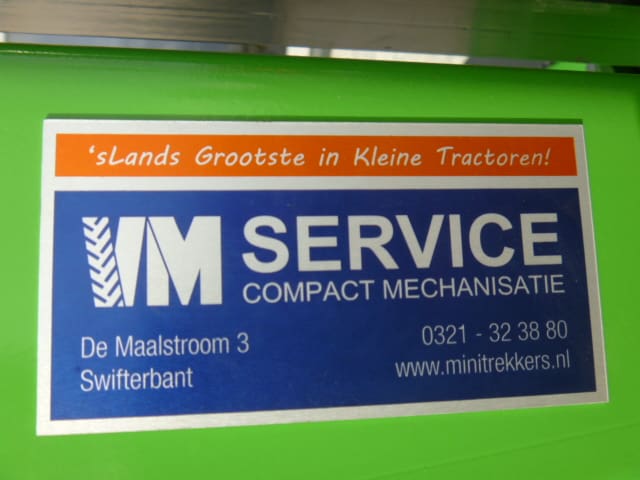 'sLands Grootste in Kleine Tractoren!
VM SERVICE
COMPACT MECHANISATIE
De Maalstroom 3
Swifterbant
0321 - 32 38 80
www.minitrekkers.nl